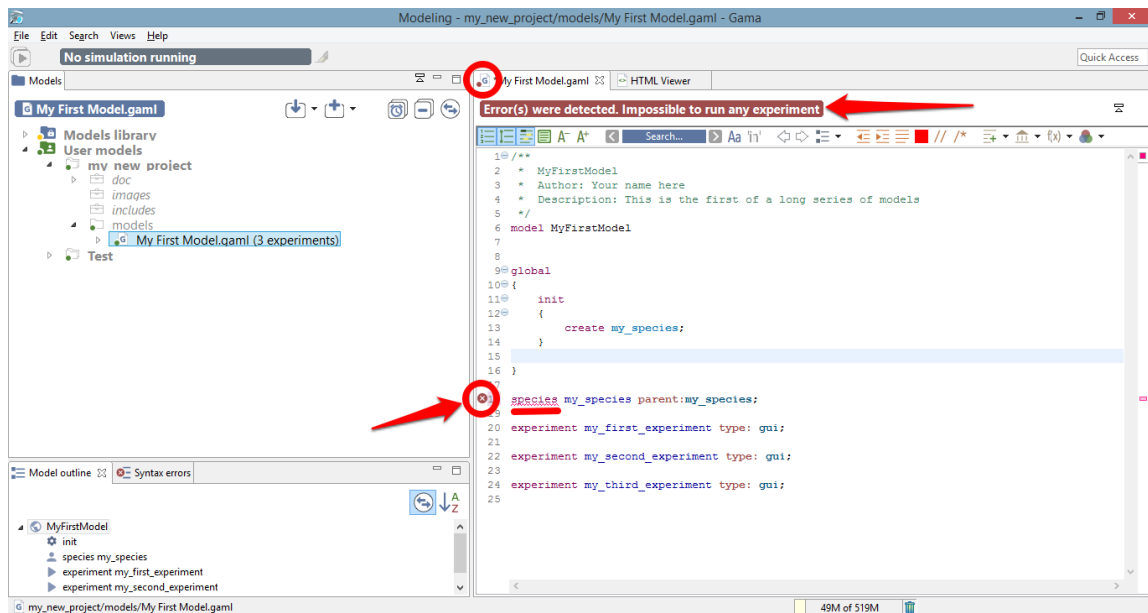 Modeling - my_new_project/models/My First Model.gaml - Gama
File Edit Search Views Help
No simulation running
Quick Access
Models
My First Model.gaml
Models library
User models
my_new_project
doc
images
includes
models
My First Model.gaml (3 experiments)
Test
*My First Model.gaml
HTML Viewer
Error(s) were detected. Impossible to run any experiment
A- A+ Search... Aa 'in' // /* f(x)
1 /**
2 * MyFirstModel
3 * Author: Your name here
4 * Description: This is the first of a long series of models
5 */
6 model MyFirstModel
7
8
9 global
10 {
11 init
12 {
13 create my_species;
14 }
15
16 }
17
species my_species parent:my_species;
19
20 experiment my_first_experiment type: gui;
21
22 experiment my_second_experiment type: gui;
23
24 experiment my_third_experiment type: gui;
25
Model outline
Syntax errors
A
Z
MyFirstModel
init
species my_species
experiment my_first_experiment
experiment my_second_experiment
my_new_project/models/My First Model.gaml
49M of 519M